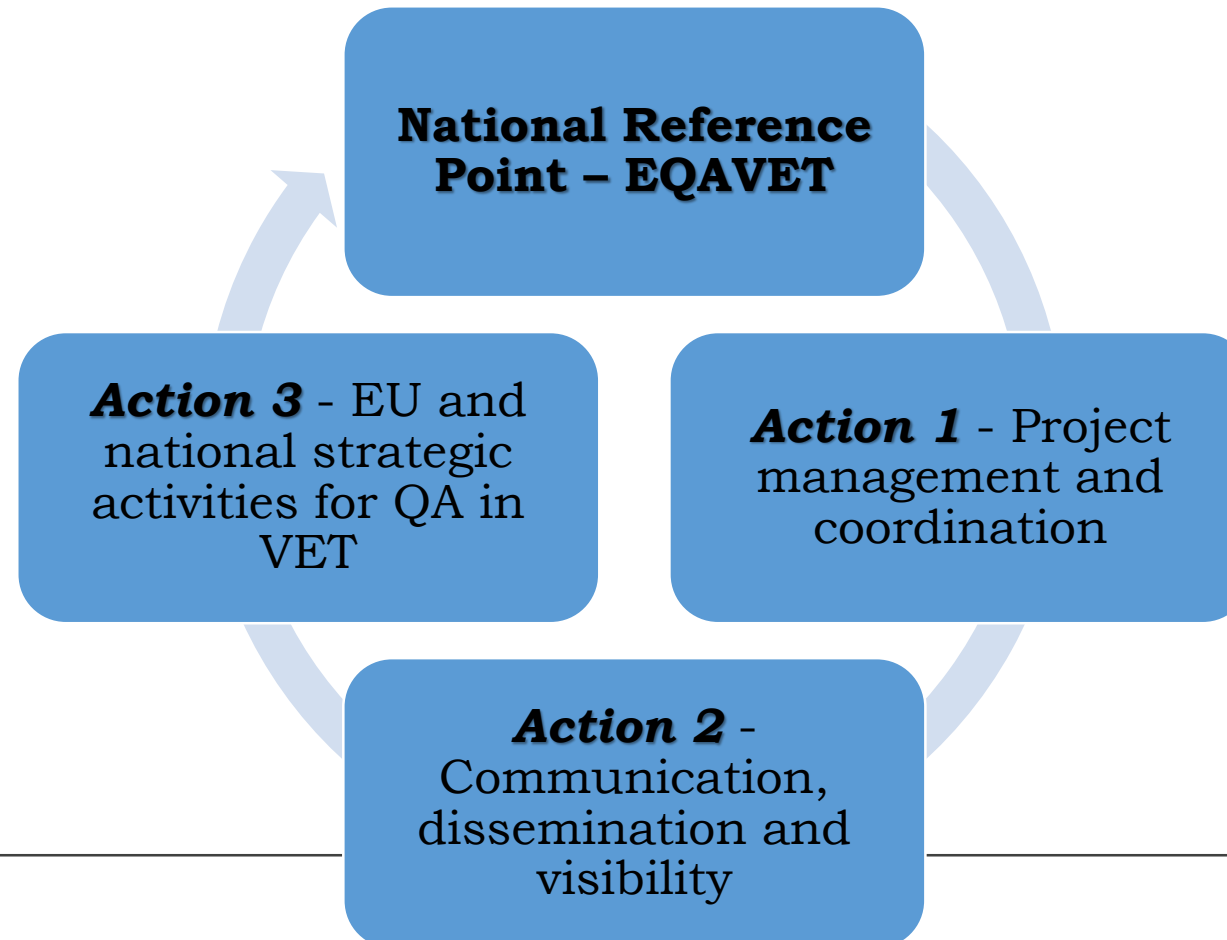 National Reference
Point – EQAVET
Action 1 - Project
management and
coordination
Action 2 -
Communication,
dissemination and
visibility
Action 3 - EU and
national strategic
activities for QA in
VET